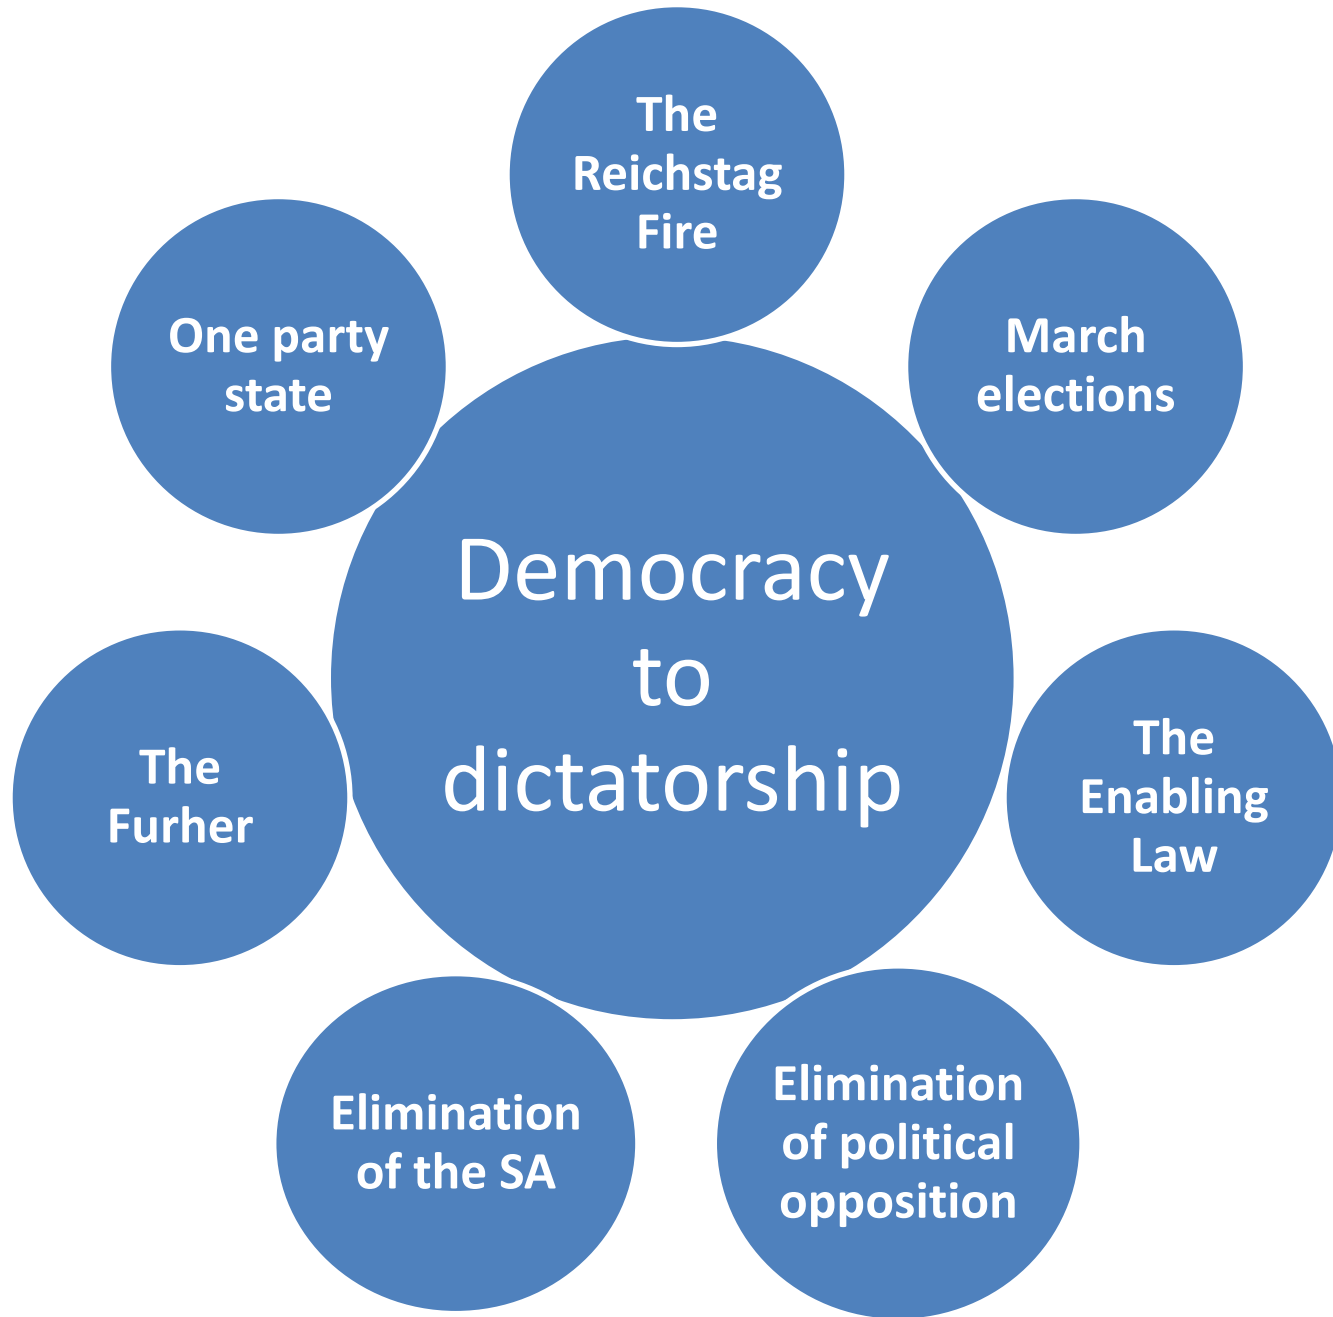 The
Reichstag
Fire
March
elections
The
Enabling
Law
Elimination
of political
opposition
Elimination
of the SA
The
Furher
One party
state
Democracy
to
dictatorship